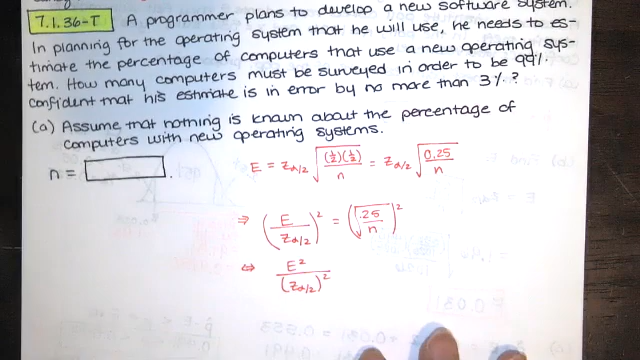 7.1.36-T A programmer plans to develop a new software system.
In planning for the operating system that he will use, he needs to es-
timate the percentage of computers that use a new operating sys-
tem. How many computers must be surveyed in order to be 99%
confident that his estimate is in error by no more than 3%?
(a) Assume that nothing is known about the percentage of
computers with new operating systems.
n = .
E = Z_{α/2} √((½)(½)/n) = Z_{α/2} √(0.25/n)
⇒ (E/Z_{α/2})² = (√(.25/n))²
⇔ E²/(Z_{α/2})²